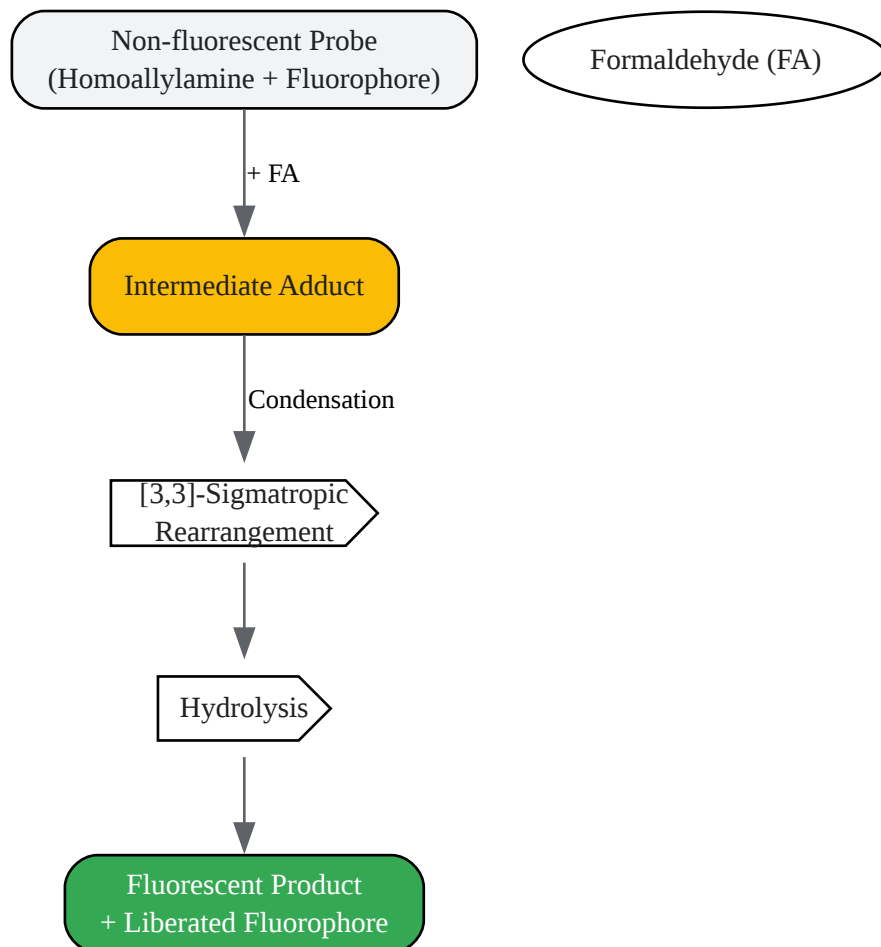 Non-fluorescent Probe
(Homoallylamine + Fluorophore)
Formaldehyde (FA)
+ FA
Intermediate Adduct
Condensation
[3,3]-Sigmatropic
Rearrangement
Hydrolysis
Fluorescent Product
+ Liberated Fluorophore